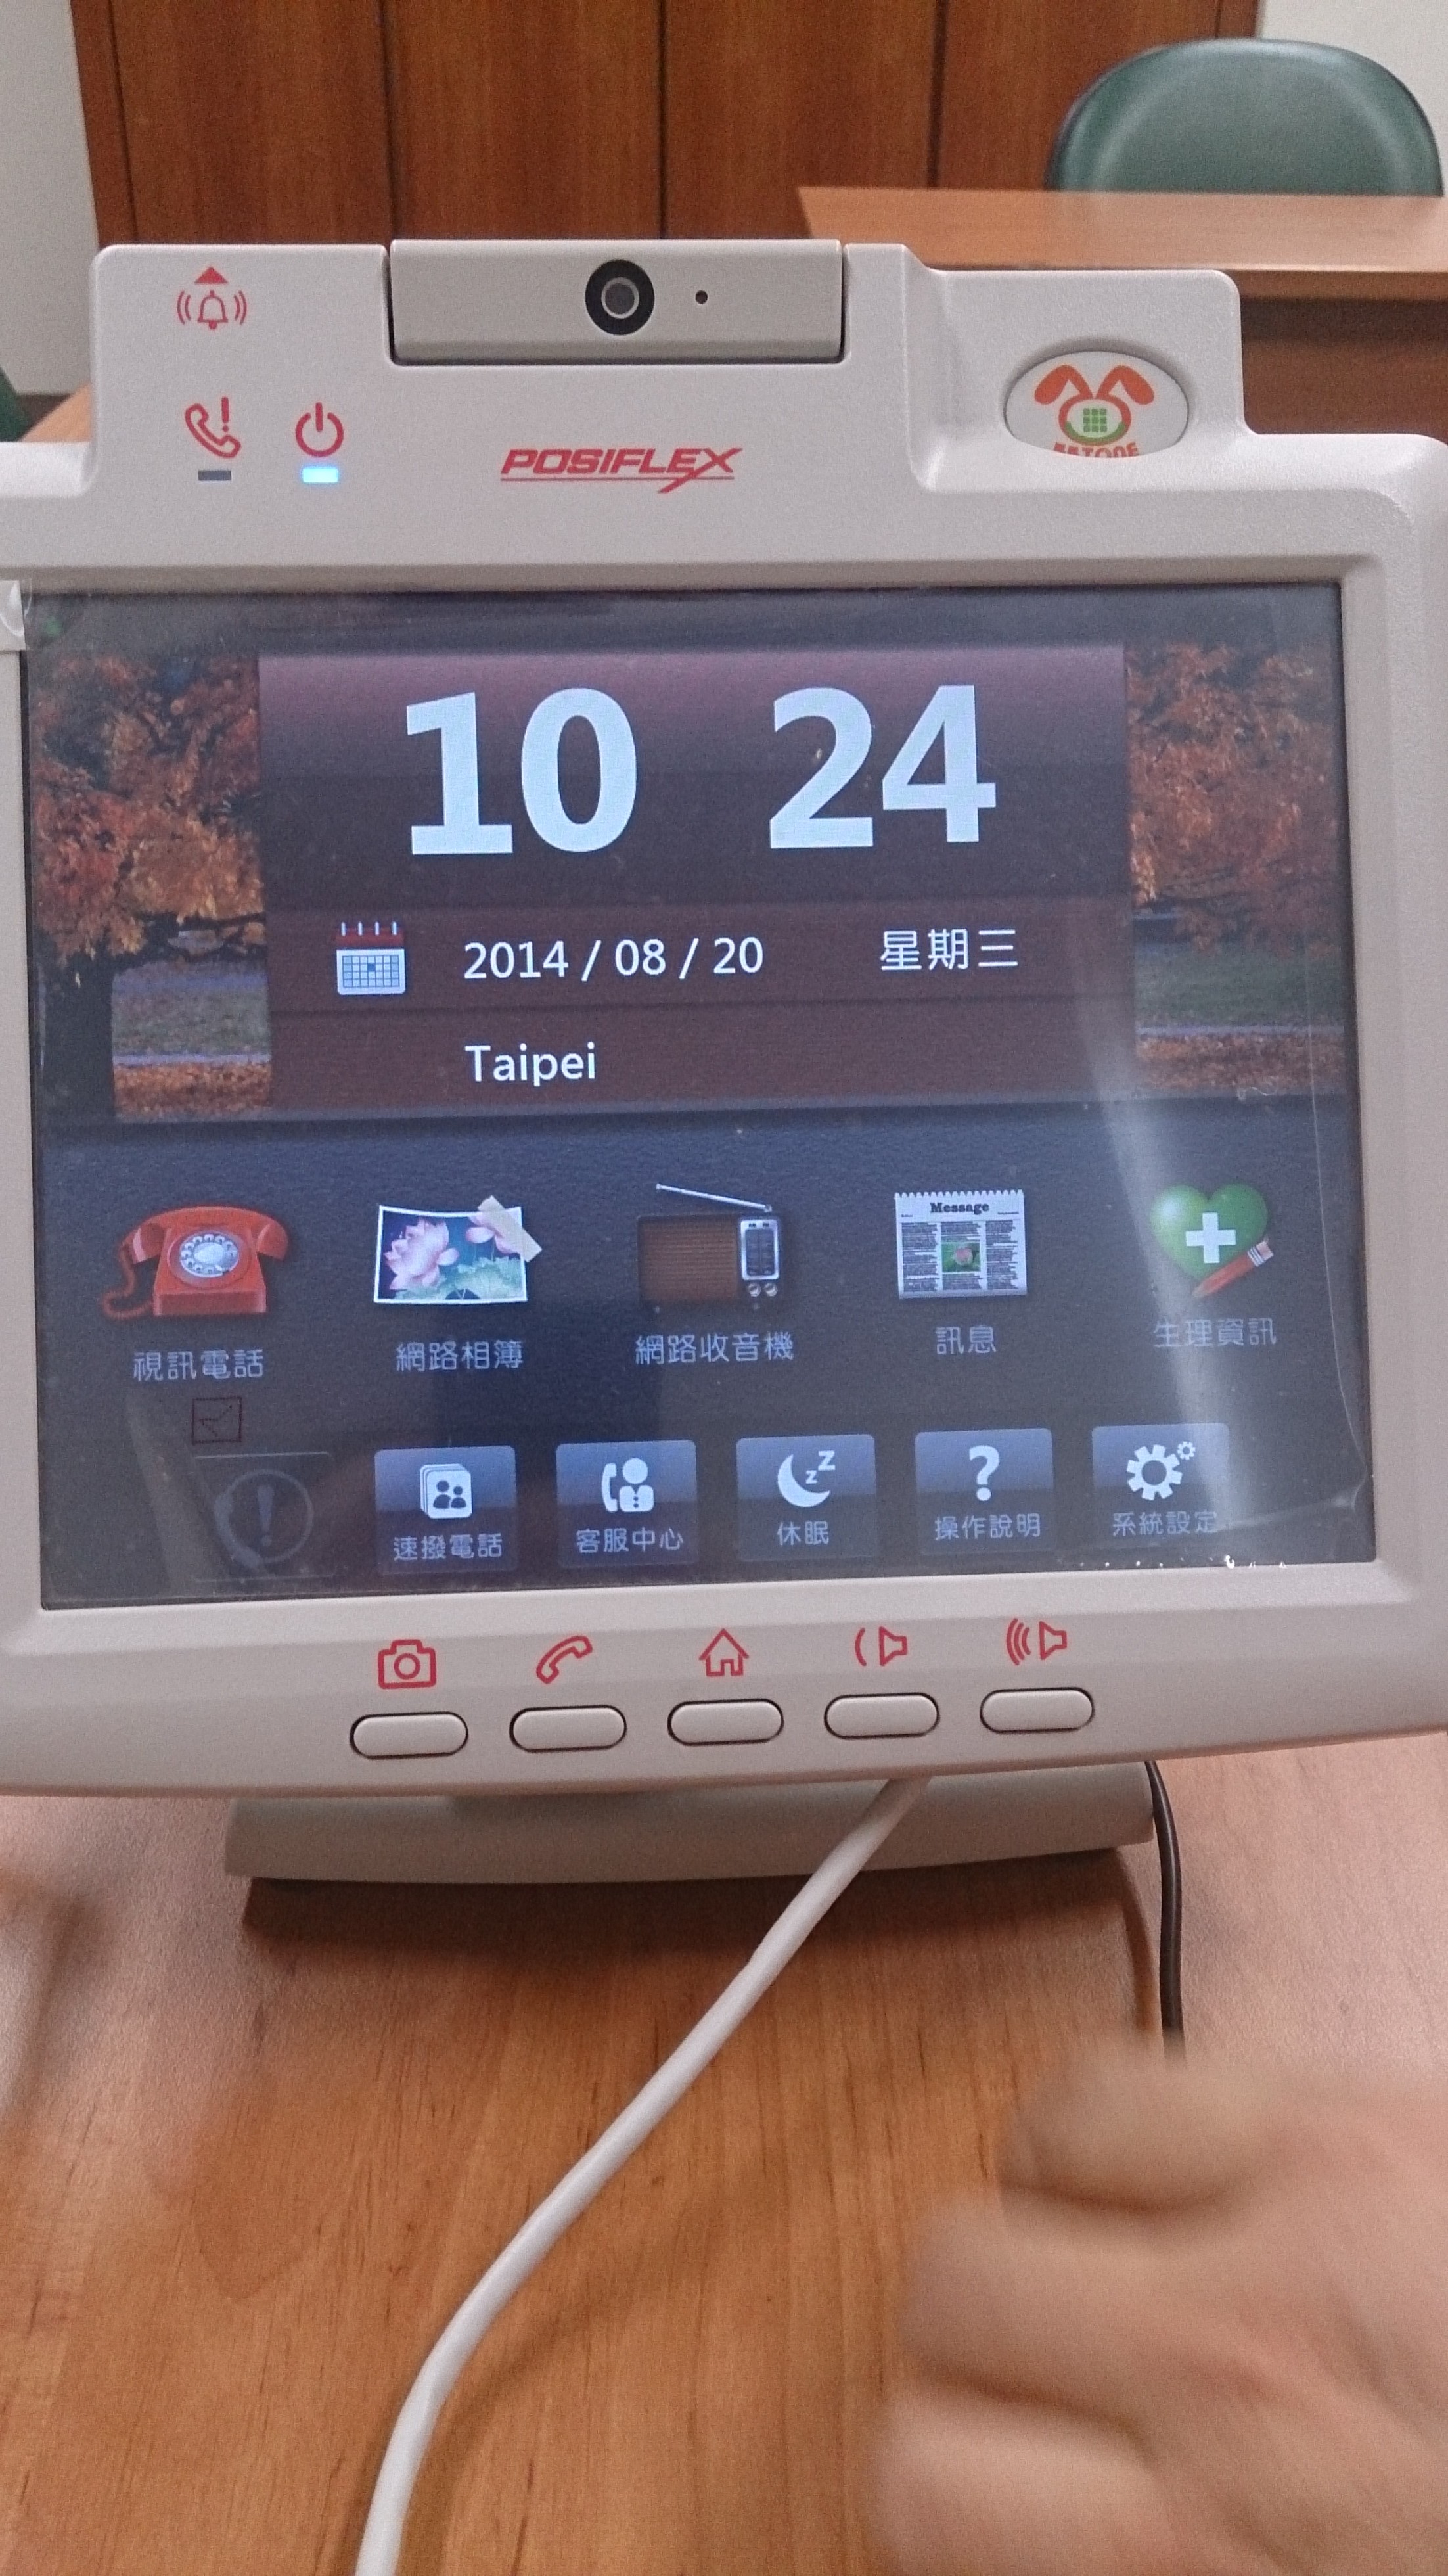 POSIFLEX
10 24
2014 / 08 / 20 星期三
Taipei
Message
視訊電話 網路相簿 網路收音機 訊息 生理資訊
速撥電話 客服中心 休眠 操作說明 系統設定